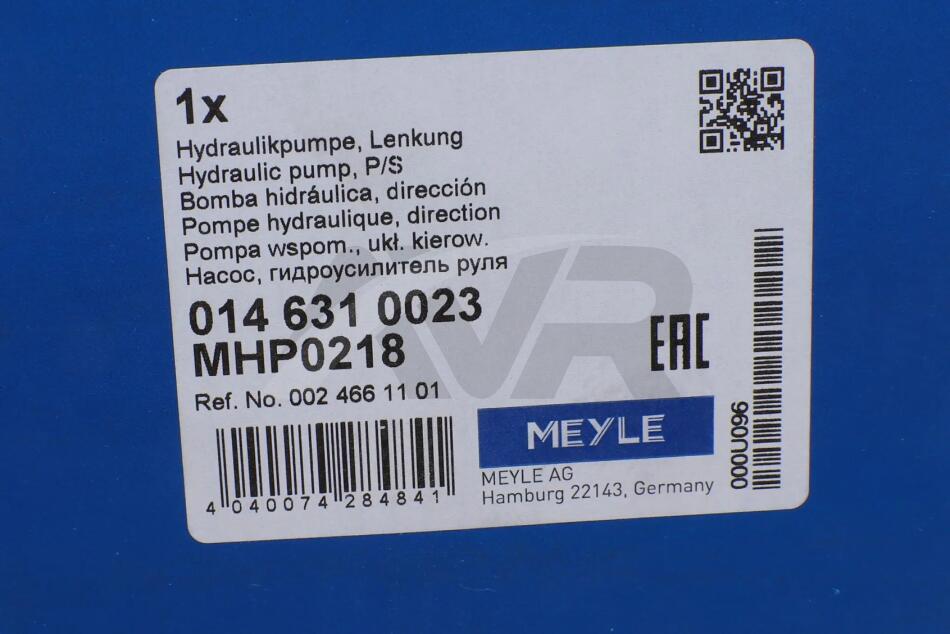 1x
Hydraulikpumpe, Lenkung
Hydraulic pump, P/S
Bomba hidráulica, dirección
Pompe hydraulique, direction
Pompa wspom., ukł. kierow.
Насос, гидроусилитель руля
014 631 0023
MHP0218
Ref. No. 002 466 11 01
4 040074 284841
MEYLE
MEYLE AG
Hamburg 22143, Germany
EAC
000U096
VR